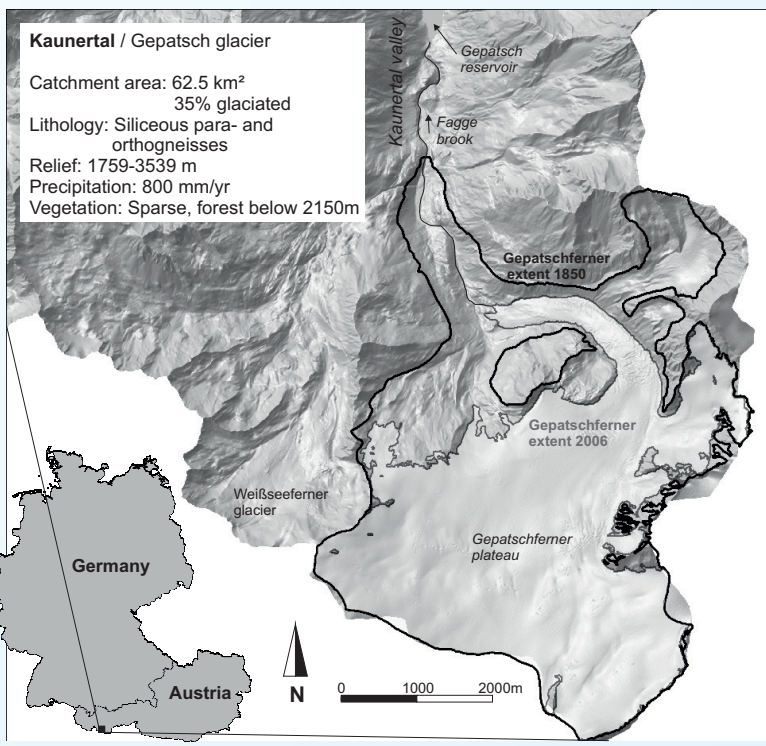 Kaunertal / Gepatsch glacier
Catchment area: 62.5 km²
35% glaciated
Lithology: Siliceous para- and
orthogneisses
Relief: 1759-3539 m
Precipitation: 800 mm/yr
Vegetation: Sparse, forest below 2150m
Kaunertal valley
Gepatsch
reservoir
Fagge
brook
Gepatschferner
extent 1850
Gepatschferner
extent 2006
Weißseeferner
glacier
Gepatschferner
plateau
Germany
Austria
N
0 1000 2000m